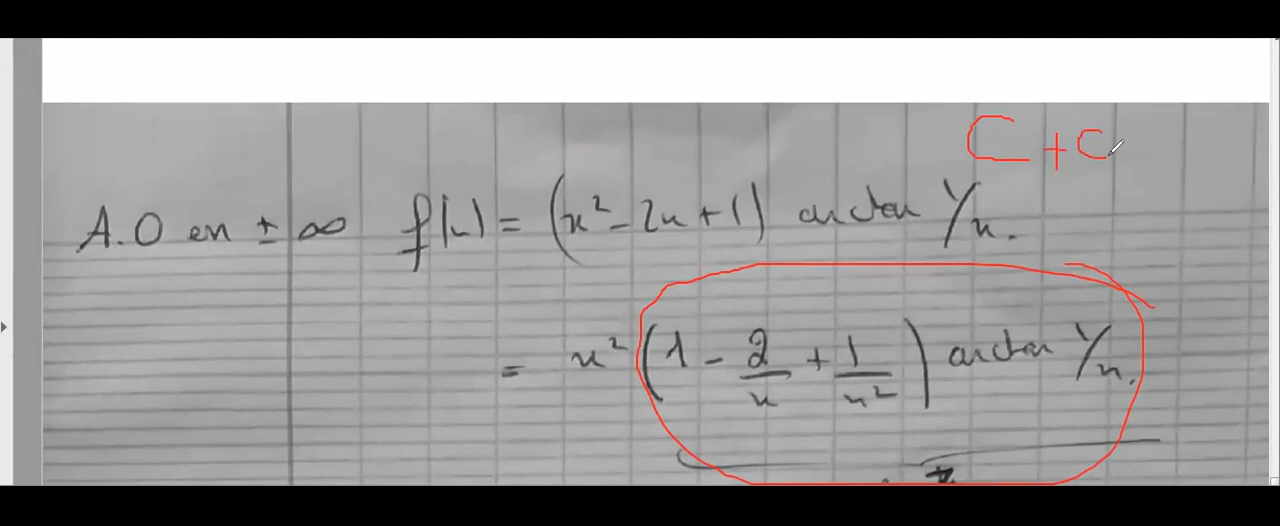 C + C
A.O en ± ∞ f(x) = (x² - 2x + 1) arctan 1/x.
= x² (1 - 2/x + 1/x²) arctan 1/x.